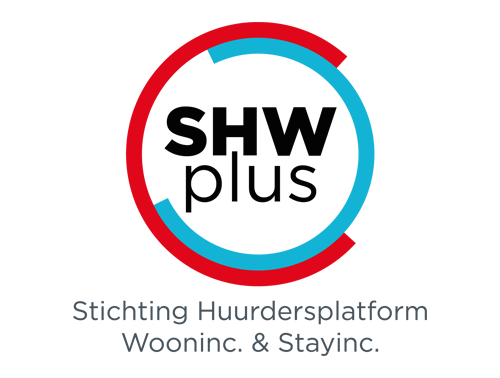 SHW
plus
Stichting Huurdersplatform
Wooninc. & Stayinc.